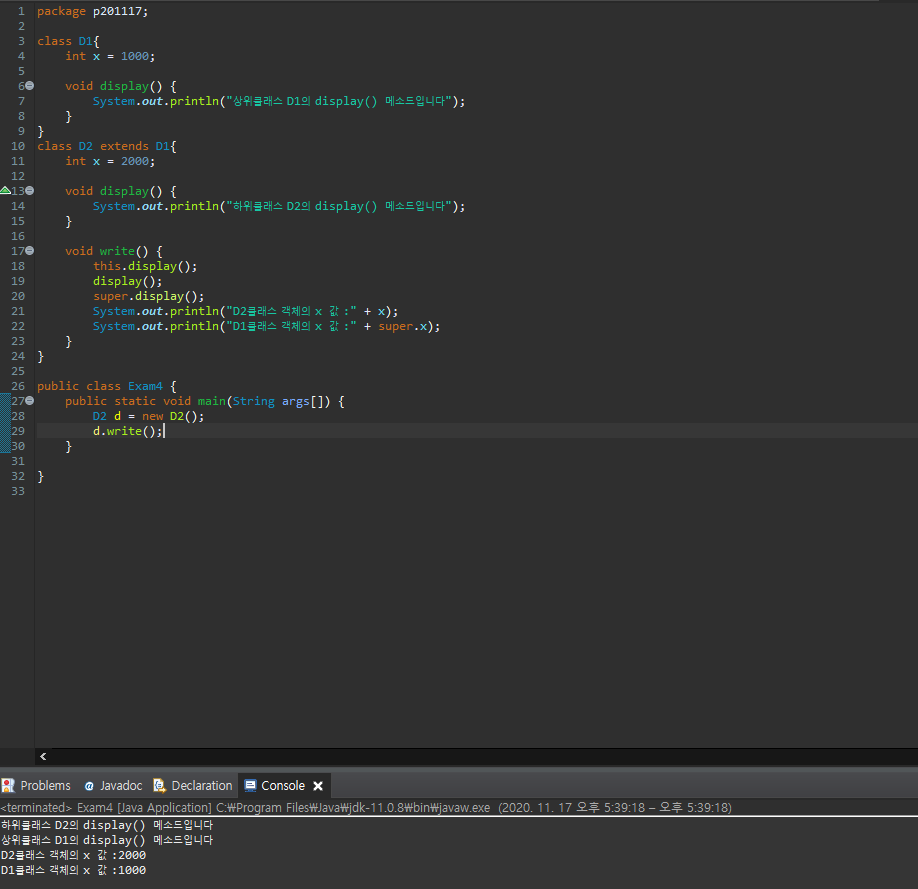 1 package p201117;
2
3 class D1{
4     int x = 1000;
5
6     void display() {
7         System.out.println("상위클래스 D1의 display() 메소드입니다");
8     }
9 }
10 class D2 extends D1{
11     int x = 2000;
12
13     void display() {
14         System.out.println("하위클래스 D2의 display() 메소드입니다");
15     }
16
17     void write() {
18         this.display();
19         display();
20         super.display();
21         System.out.println("D2클래스 객체의 x 값 :" + x);
22         System.out.println("D1클래스 객체의 x 값 :" + super.x);
23     }
24 }
25
26 public class Exam4 {
27     public static void main(String args[]) {
28         D2 d = new D2();
29         d.write();
30     }
31
32 }
33
Problems @ Javadoc Declaration Console
<terminated> Exam4 [Java Application] C:₩Program Files₩Java₩jdk-11.0.8₩bin₩javaw.exe (2020. 11. 17 오후 5:39:18 – 오후 5:39:18)
하위클래스 D2의 display() 메소드입니다
상위클래스 D1의 display() 메소드입니다
D2클래스 객체의 x 값 :2000
D1클래스 객체의 x 값 :1000